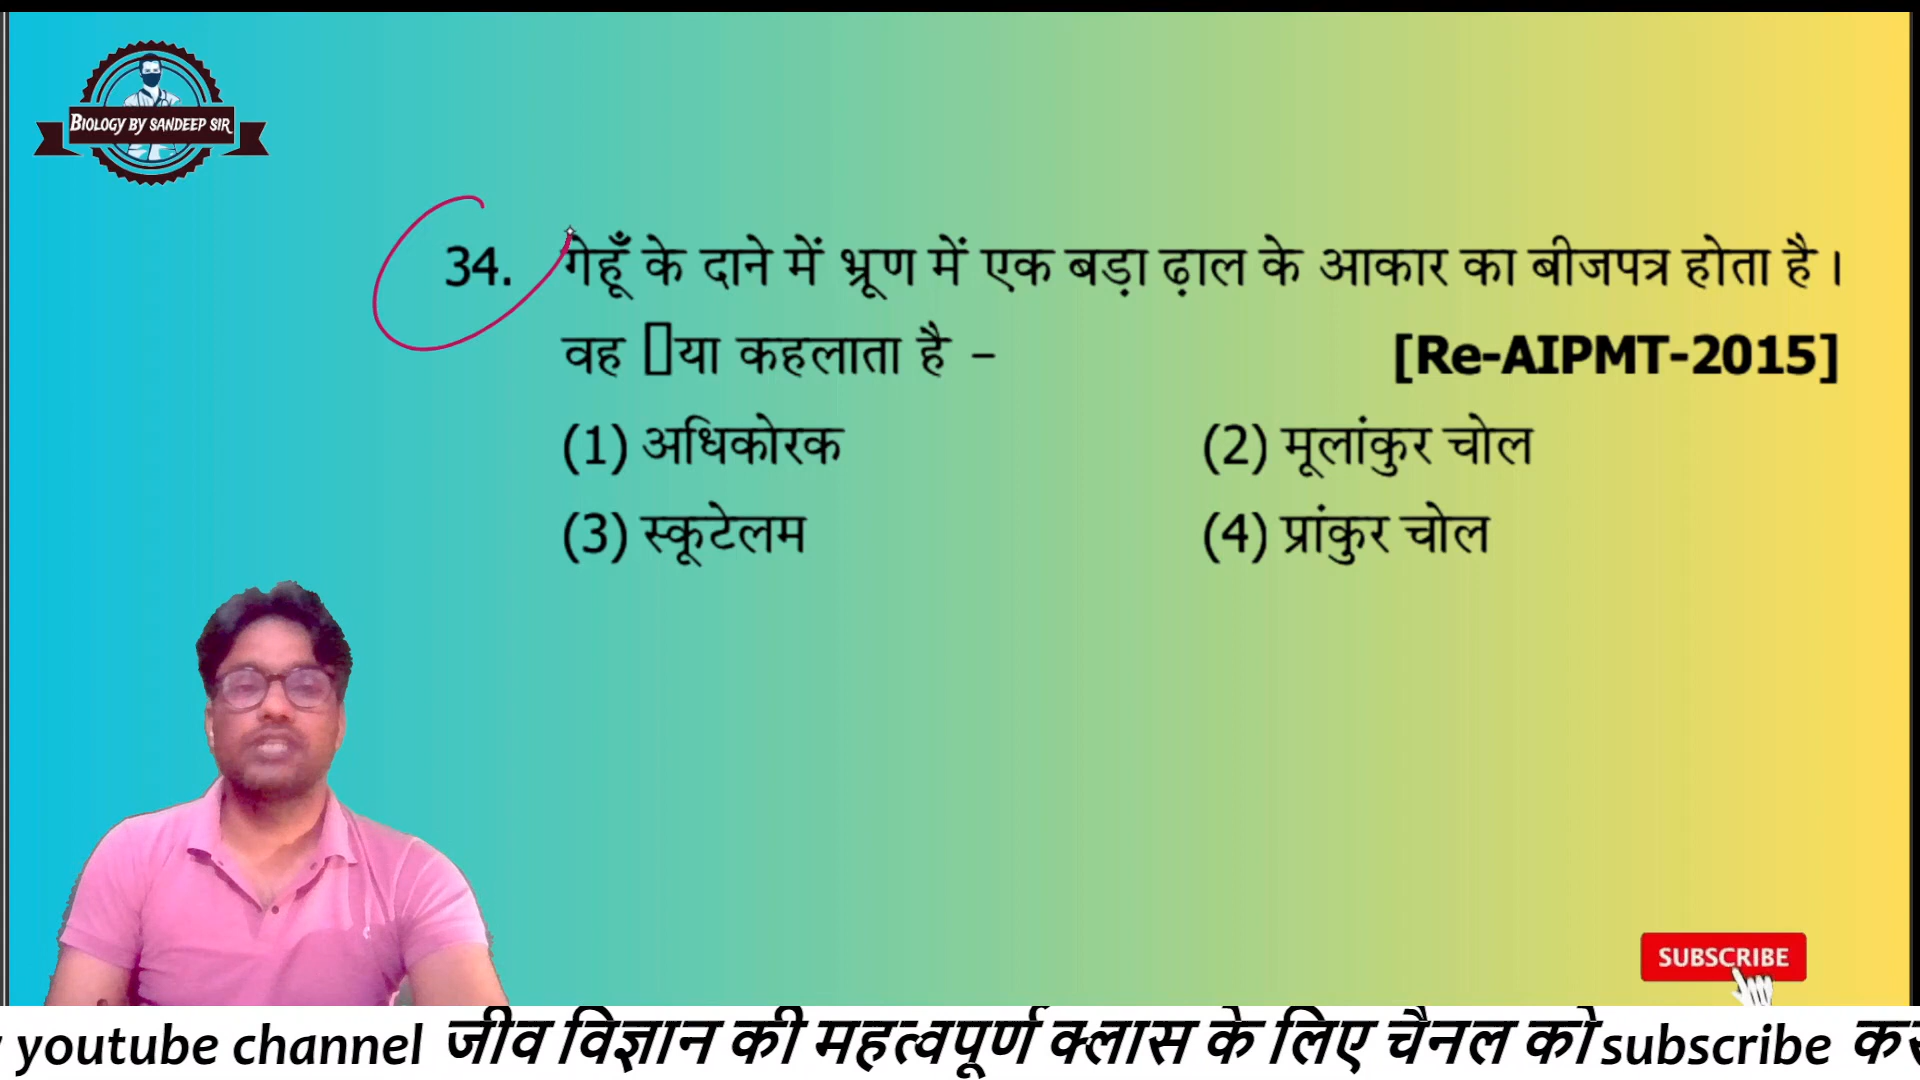 BIOLOGY BY SANDEEP SIR
34. गेहूँ के दाने में भ्रूण में एक बड़ा ढ़ाल के आकार का बीजपत्र होता है।
वह ▯या कहलाता है – [Re-AIPMT-2015]
(1) अधिकोरक (2) मूलांकुर चोल
(3) स्कूटेलम (4) प्रांकुर चोल
SUBSCRIBE
youtube channel जीव विज्ञान की महत्वपूर्ण क्लास के लिए चैनल को subscribe